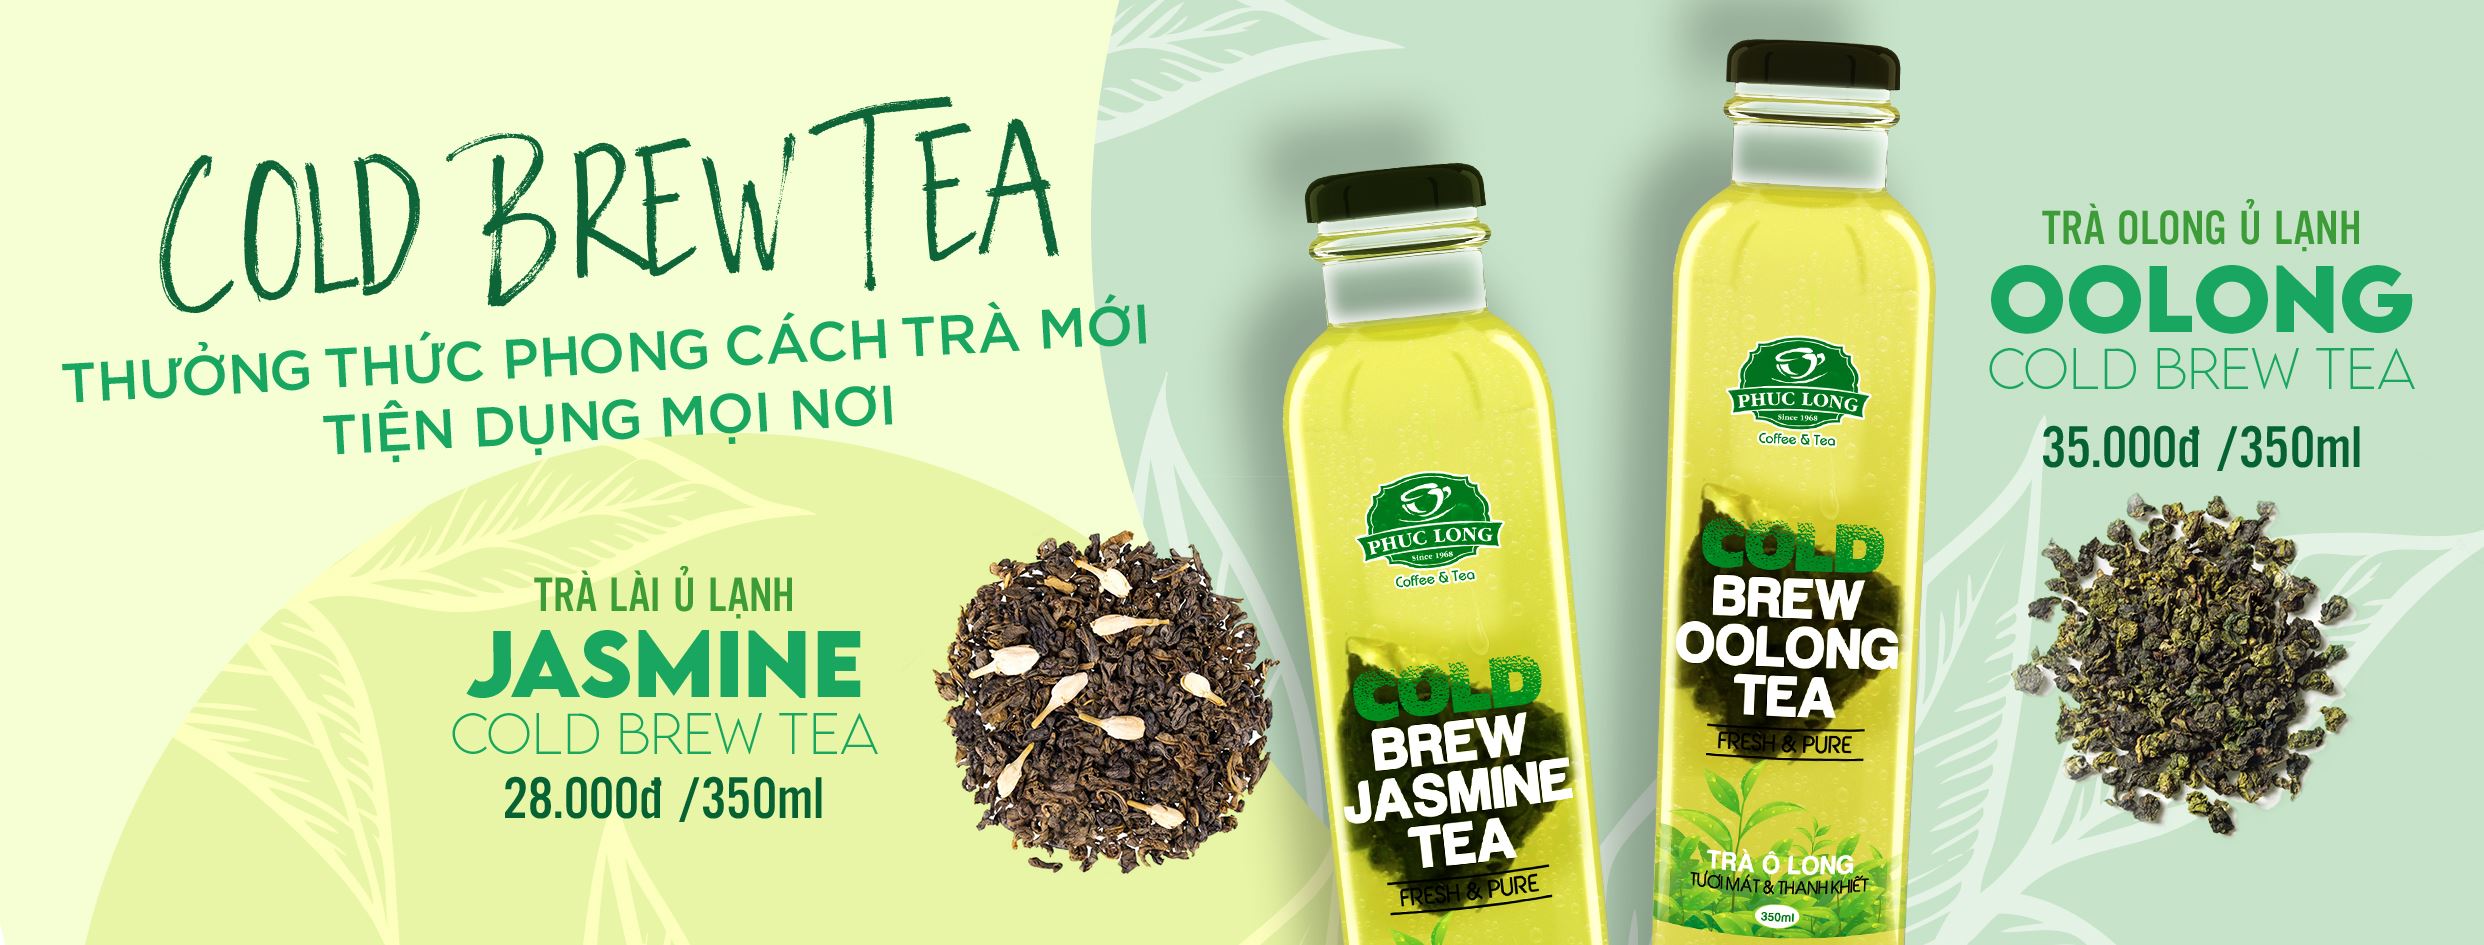 COLD BREW TEA
THƯỞNG THỨC PHONG CÁCH TRÀ MỚI
TIỆN DỤNG MỌI NƠI
TRÀ LÀI Ủ LẠNH
JASMINE
COLD BREW TEA
28.000đ /350ml
PHUC LONG
Since 1968
Coffee & Tea
COLD
BREW
JASMINE
TEA
FRESH & PURE
PHUC LONG
Since 1968
Coffee & Tea
COLD
BREW
OOLONG
TEA
FRESH & PURE
TRÀ Ô LONG
TƯƠI MÁT & THANH KHIẾT
350ml
TRÀ OLONG Ủ LẠNH
OOLONG
COLD BREW TEA
35.000đ /350ml